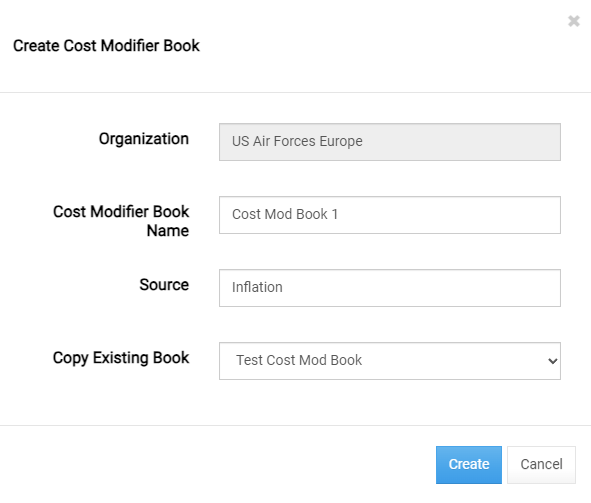 Create Cost Modifier Book
Organization
US Air Forces Europe
Cost Modifier Book
Name
Cost Mod Book 1
Source
Inflation
Copy Existing Book
Test Cost Mod Book
Create
Cancel